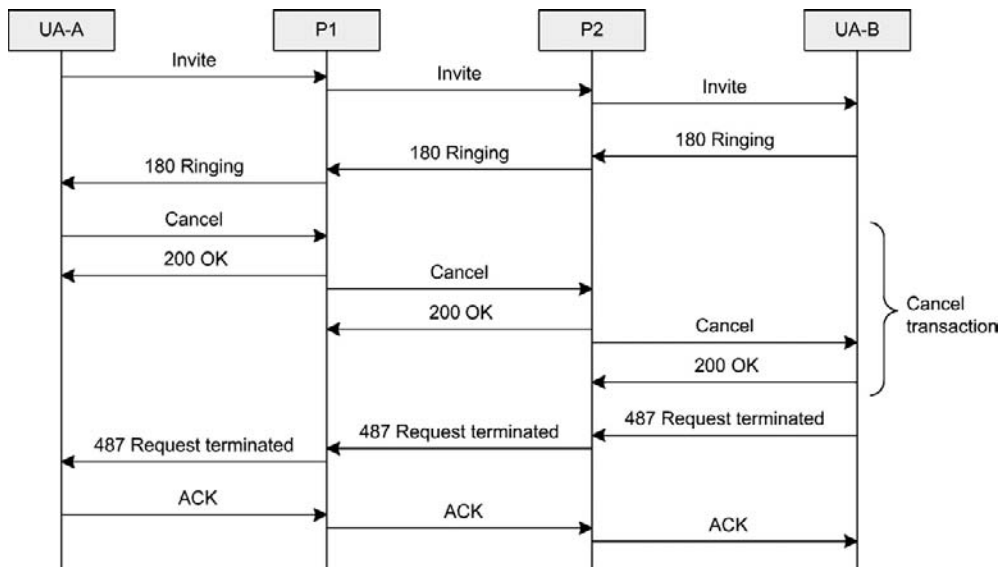 UA-A
P1
P2
UA-B
Invite
Invite
Invite
180 Ringing
180 Ringing
180 Ringing
Cancel
200 OK
Cancel
200 OK
Cancel
200 OK
Cancel
transaction
487 Request terminated
487 Request terminated
487 Request terminated
ACK
ACK
ACK